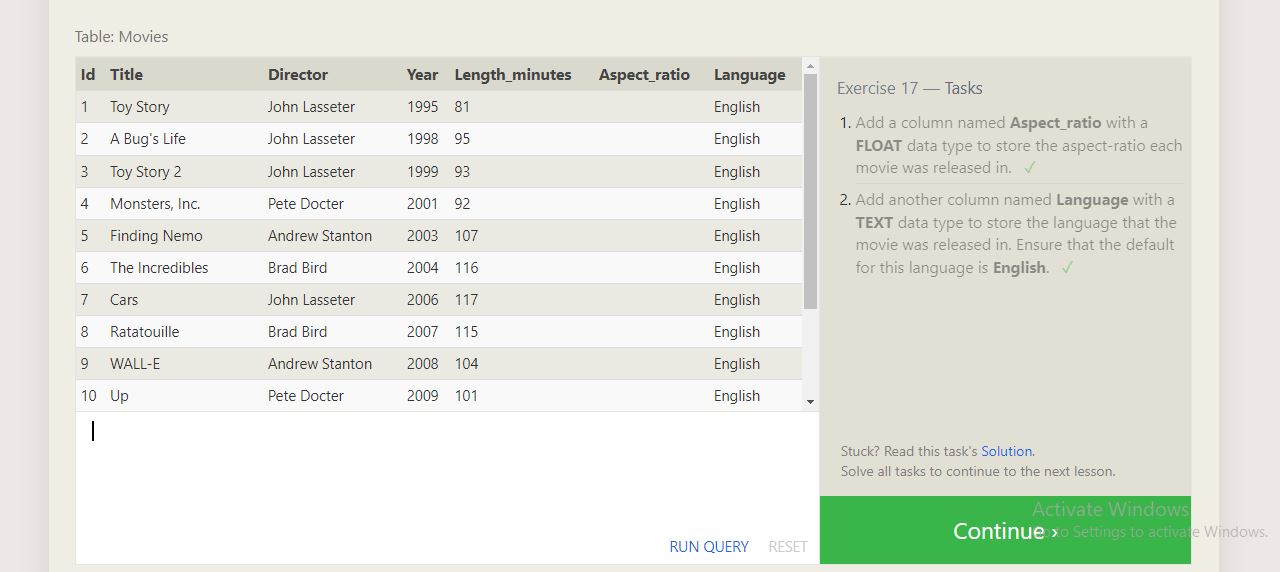 Table: Movies
Id Title Director Year Length_minutes Aspect_ratio Language
1 Toy Story John Lasseter 1995 81 English
2 A Bug's Life John Lasseter 1998 95 English
3 Toy Story 2 John Lasseter 1999 93 English
4 Monsters, Inc. Pete Docter 2001 92 English
5 Finding Nemo Andrew Stanton 2003 107 English
6 The Incredibles Brad Bird 2004 116 English
7 Cars John Lasseter 2006 117 English
8 Ratatouille Brad Bird 2007 115 English
9 WALL-E Andrew Stanton 2008 104 English
10 Up Pete Docter 2009 101 English
RUN QUERY RESET
Exercise 17 — Tasks
1. Add a column named Aspect_ratio with a
FLOAT data type to store the aspect-ratio each
movie was released in. ✓
2. Add another column named Language with a
TEXT data type to store the language that the
movie was released in. Ensure that the default
for this language is English. ✓
Stuck? Read this task's Solution.
Solve all tasks to continue to the next lesson.
Continue ›
Activate Windows
Go to Settings to activate Windows.